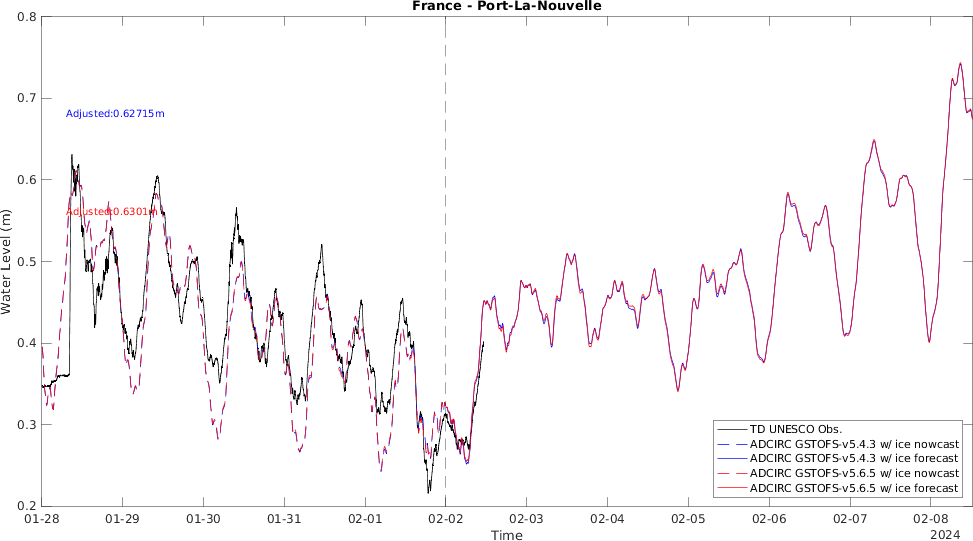 France - Port-La-Nouvelle
Water Level (m)
0.8
0.7
0.6
0.5
0.4
0.3
0.2
Adjusted:0.62715m
Adjusted:0.6301m
TD UNESCO Obs.
ADCIRC GSTOFS-v5.4.3 w/ ice nowcast
ADCIRC GSTOFS-v5.4.3 w/ ice forecast
ADCIRC GSTOFS-v5.6.5 w/ ice nowcast
ADCIRC GSTOFS-v5.6.5 w/ ice forecast
01-28 01-29 01-30 01-31 02-01 02-02 02-03 02-04 02-05 02-06 02-07 02-08
Time
2024